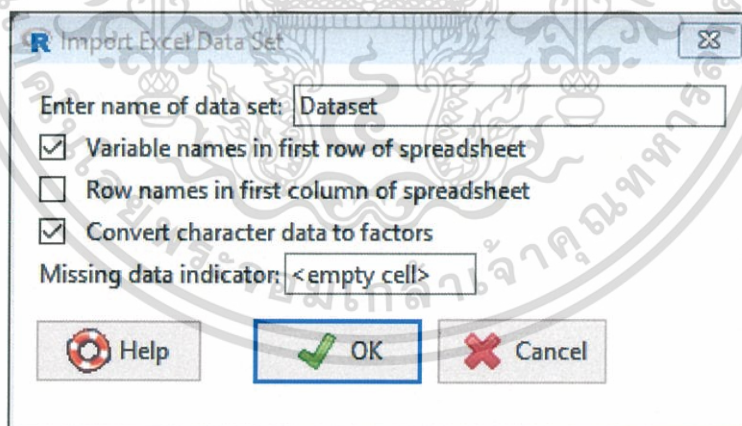 Import Excel Data Set
Enter name of data set: Dataset
Variable names in first row of spreadsheet
Row names in first column of spreadsheet
Convert character data to factors
Missing data indicator: <empty cell>
Help OK Cancel